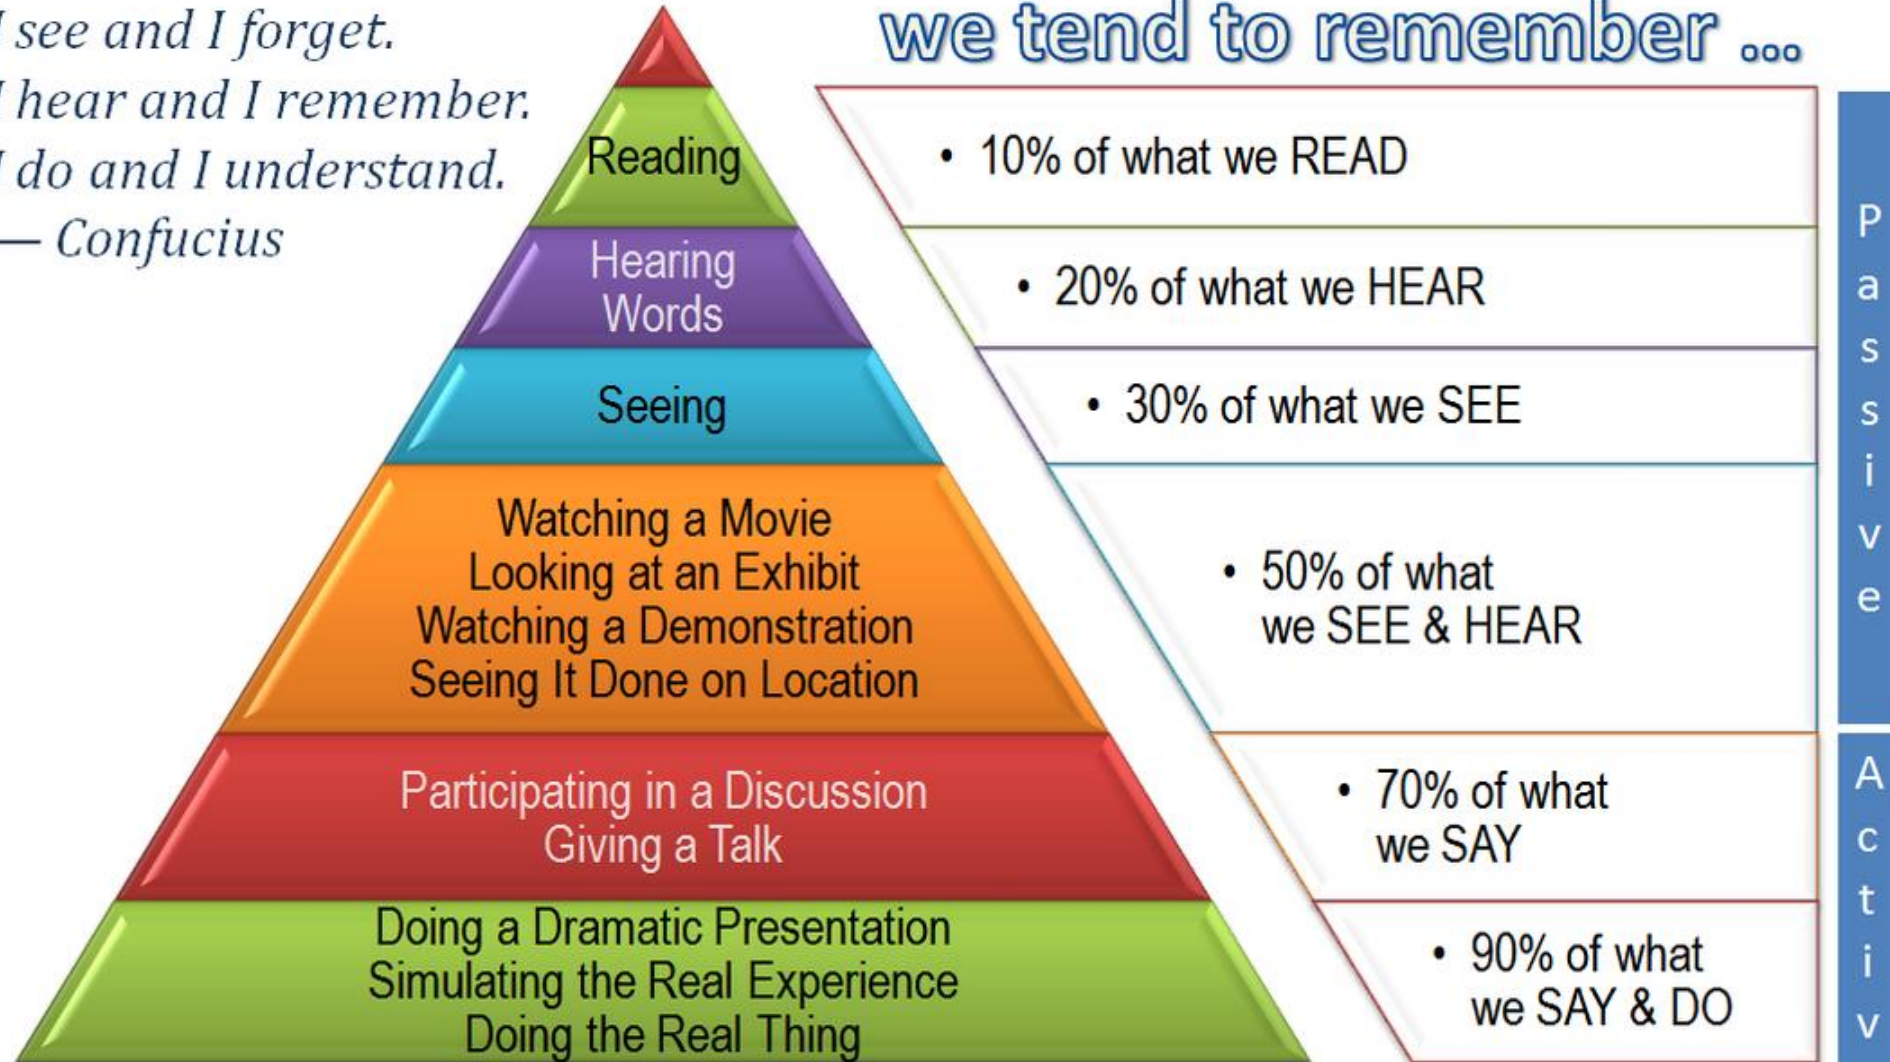 I see and I forget.
I hear and I remember.
I do and I understand.
— Confucius
we tend to remember ...
Reading
Hearing
Words
Seeing
Watching a Movie
Looking at an Exhibit
Watching a Demonstration
Seeing It Done on Location
Participating in a Discussion
Giving a Talk
Doing a Dramatic Presentation
Simulating the Real Experience
Doing the Real Thing
• 10% of what we READ
• 20% of what we HEAR
• 30% of what we SEE
• 50% of what
we SEE & HEAR
• 70% of what
we SAY
• 90% of what
we SAY & DO
Passive
Activ